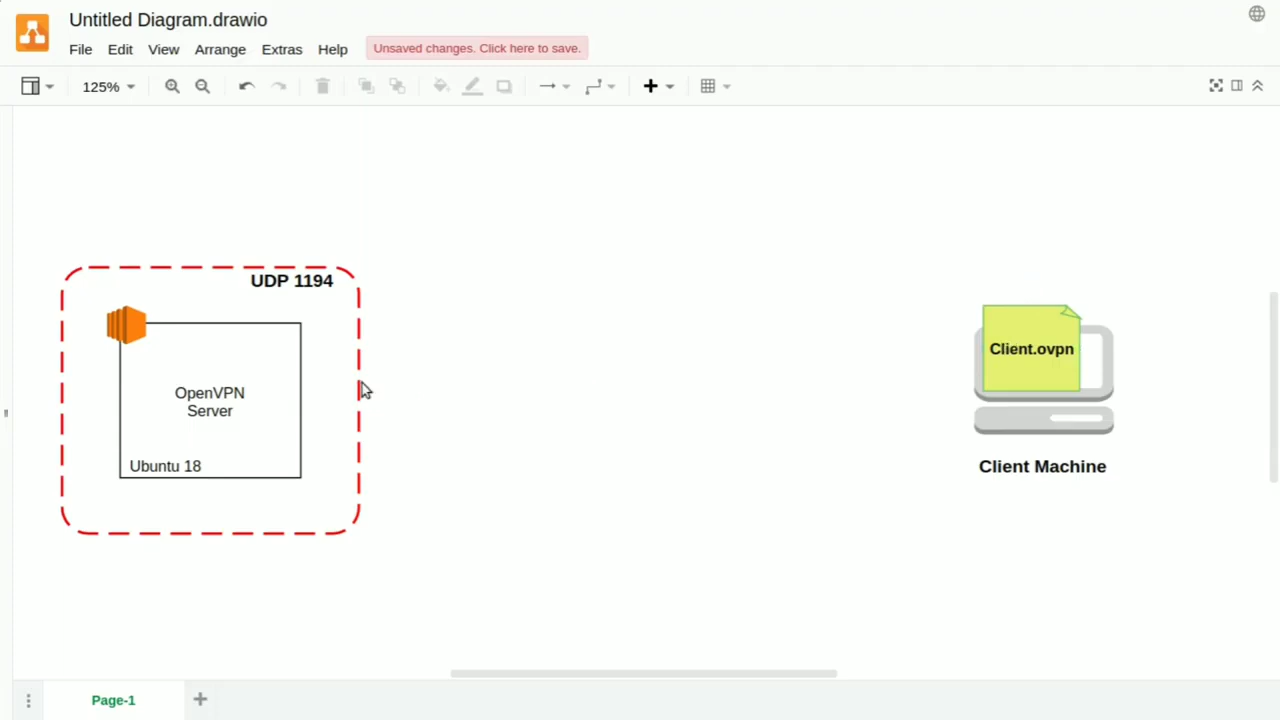 Untitled Diagram.drawio
File Edit View Arrange Extras Help Unsaved changes. Click here to save.
125%
UDP 1194
OpenVPN
Server
Ubuntu 18
Client.ovpn
Client Machine
Page-1